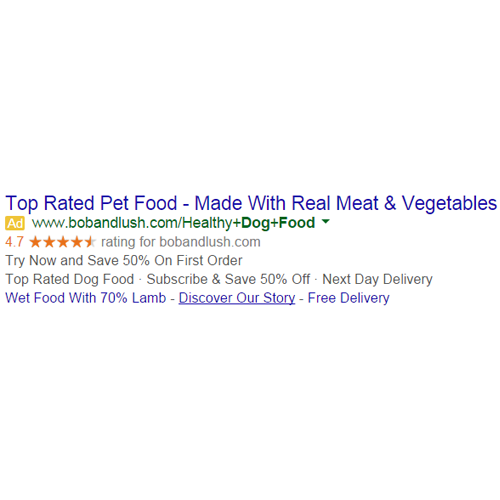 Top Rated Pet Food - Made With Real Meat & Vegetables
Ad www.bobandlush.com/Healthy+Dog+Food
4.7 ★★★★★ rating for bobandlush.com
Try Now and Save 50% On First Order
Top Rated Dog Food · Subscribe & Save 50% Off · Next Day Delivery
Wet Food With 70% Lamb - Discover Our Story - Free Delivery